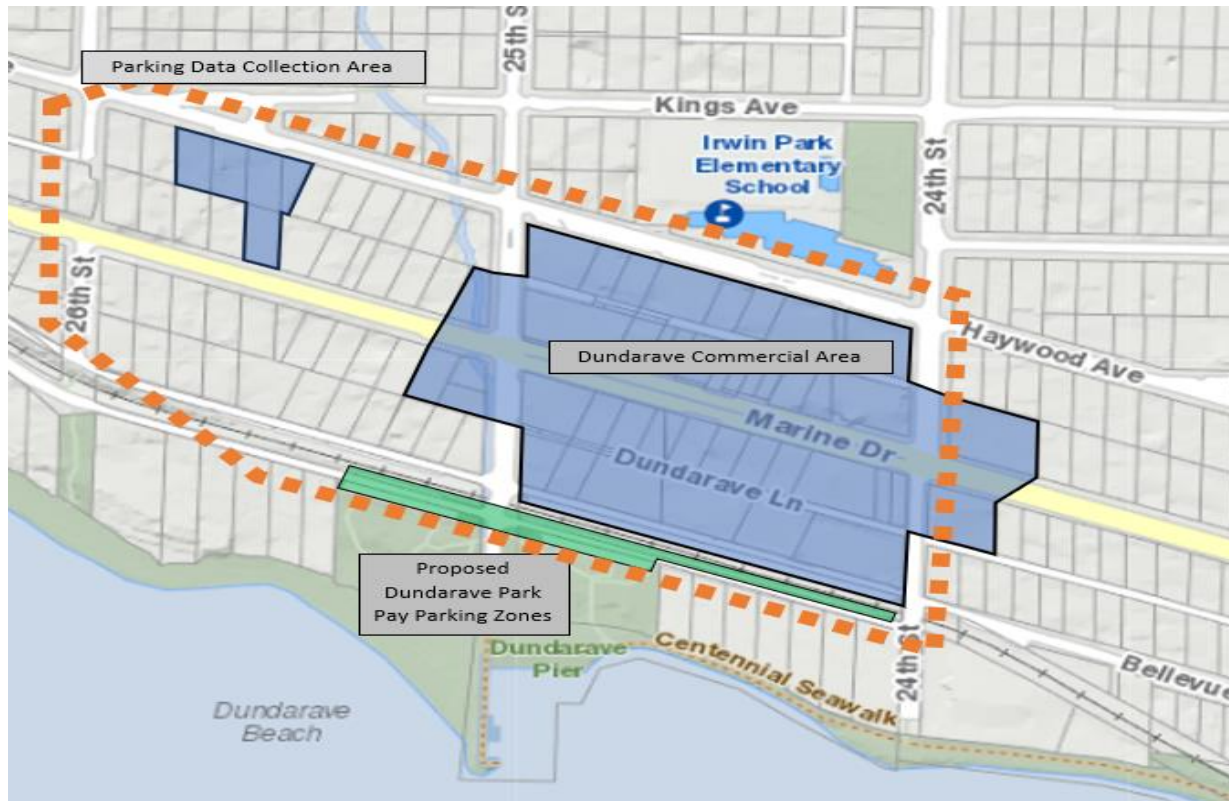 Parking Data Collection Area
25th St
Kings Ave
Irwin Park
Elementary
School
24th St
26th St
Haywood Ave
Dundarave Commercial Area
Marine Dr
Dundarave Ln
Proposed
Dundarave Park
Pay Parking Zones
Dundarave
Pier
Centennial Seawalk
24th St
Bellevue
Dundarave
Beach